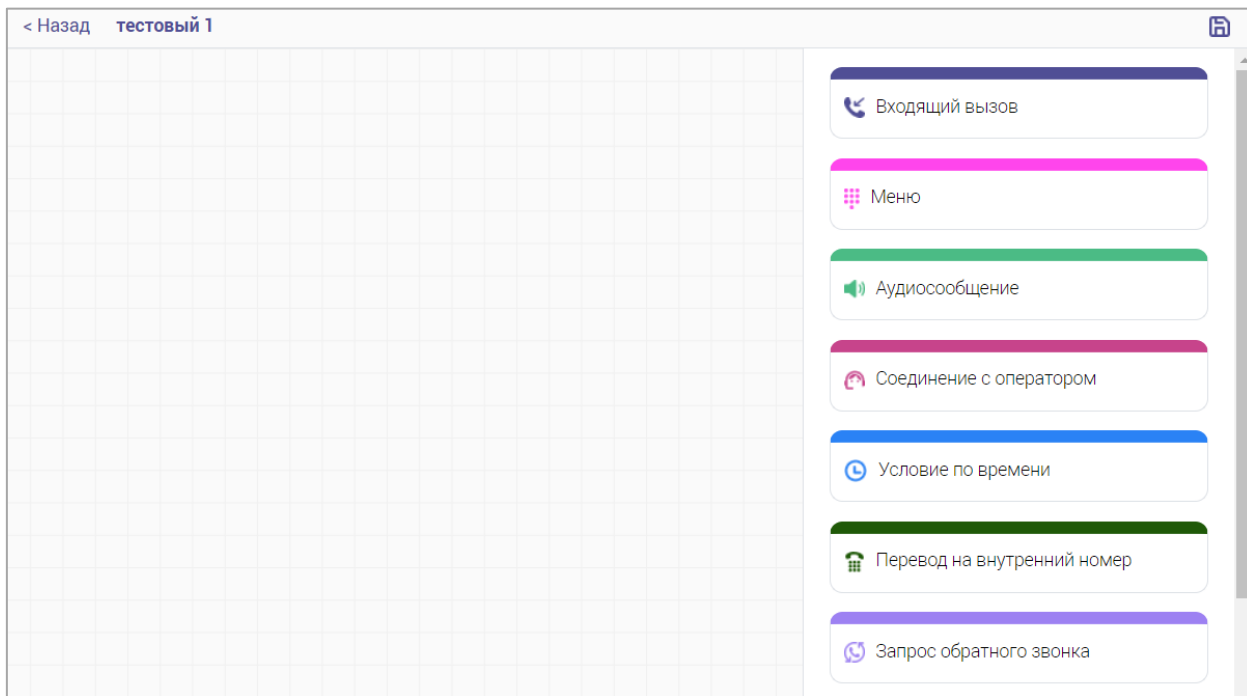 < Назад тестовый 1
Входящий вызов
Меню
Аудиосообщение
Соединение с оператором
Условие по времени
Перевод на внутренний номер
Запрос обратного звонка